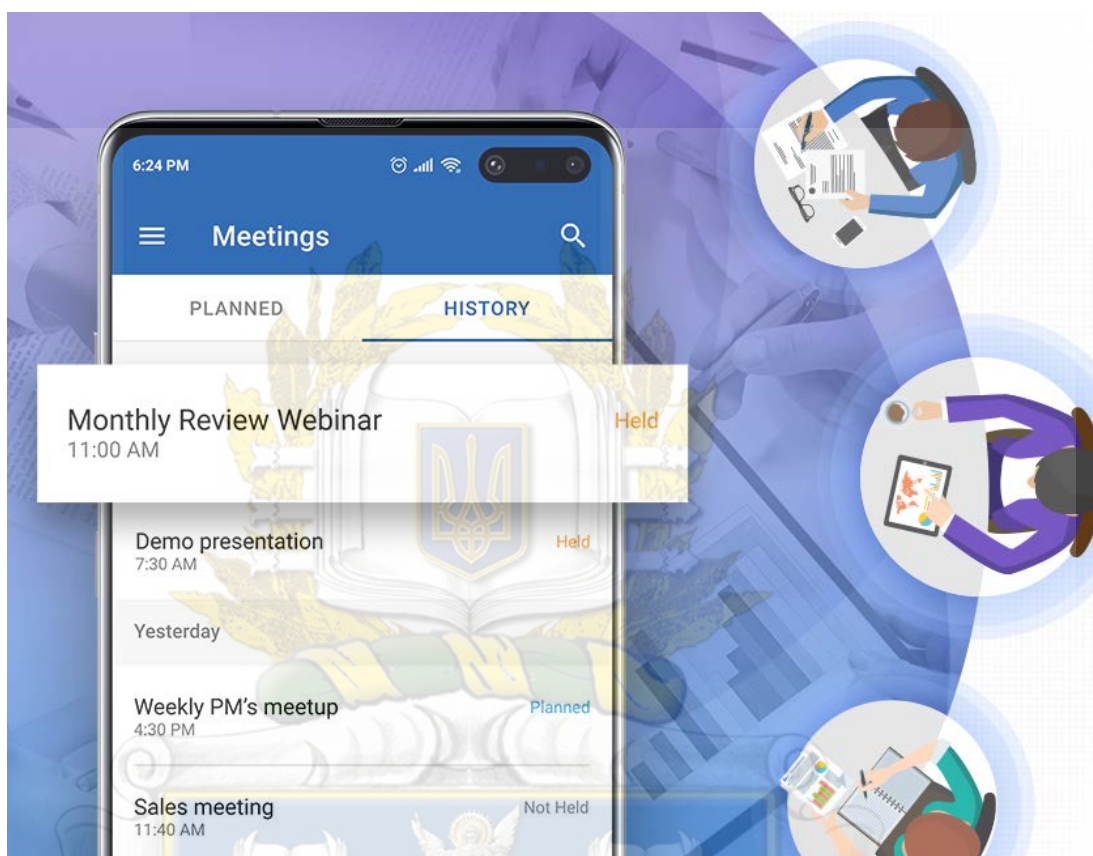 6:24 PM
Meetings
PLANNED HISTORY
Monthly Review Webinar Held
11:00 AM
Demo presentation Held
7:30 AM
Yesterday
Weekly PM's meetup Planned
4:30 PM
Sales meeting Not Held
11:40 AM